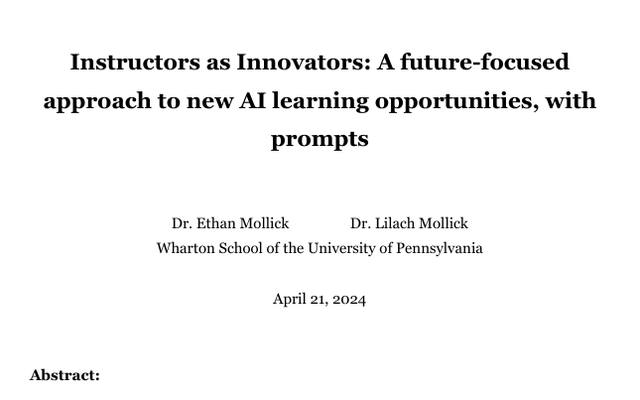 Instructors as Innovators: A future-focused
approach to new AI learning opportunities, with
prompts
Dr. Ethan Mollick Dr. Lilach Mollick
Wharton School of the University of Pennsylvania
April 21, 2024
Abstract: